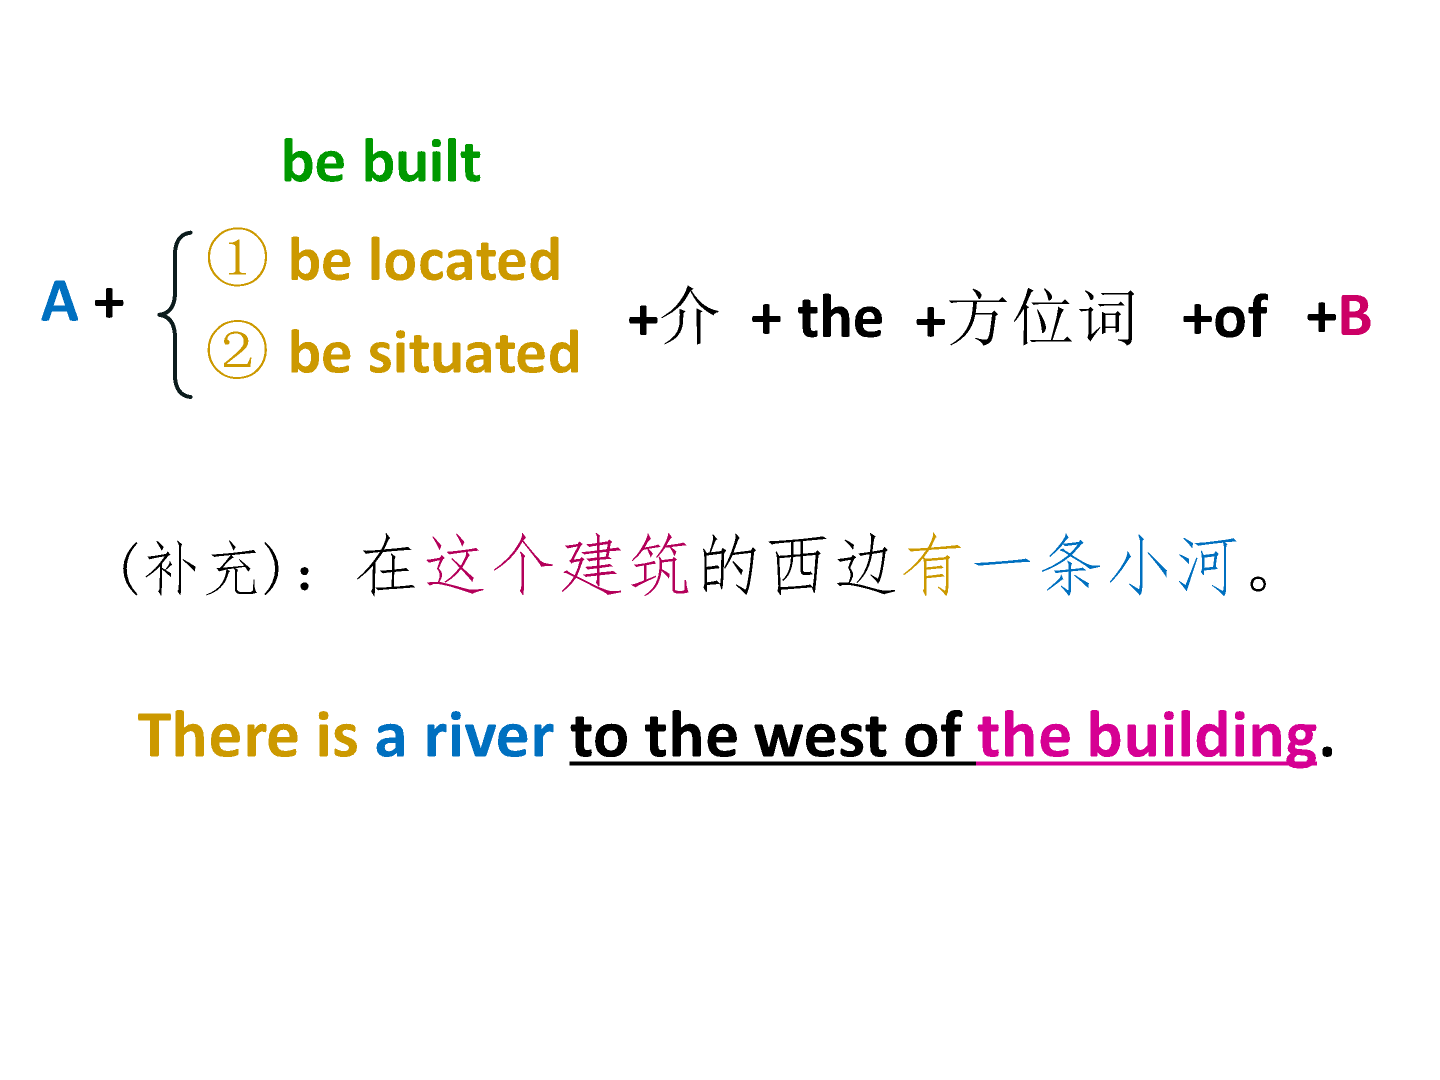 be built
① be located
A +
② be situated
+介 + the +方位词 +of +B
(补充)：在这个建筑的西边有一条小河。
There is a river to the west of the building.